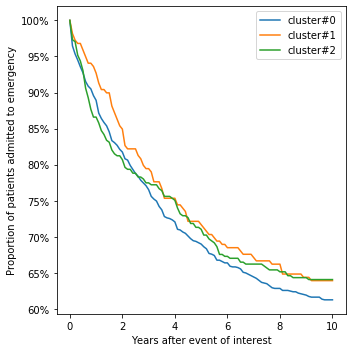 cluster#0
cluster#1
cluster#2
Proportion of patients admitted to emergency
100%
95%
90%
85%
80%
75%
70%
65%
60%
0 2 4 6 8 10
Years after event of interest